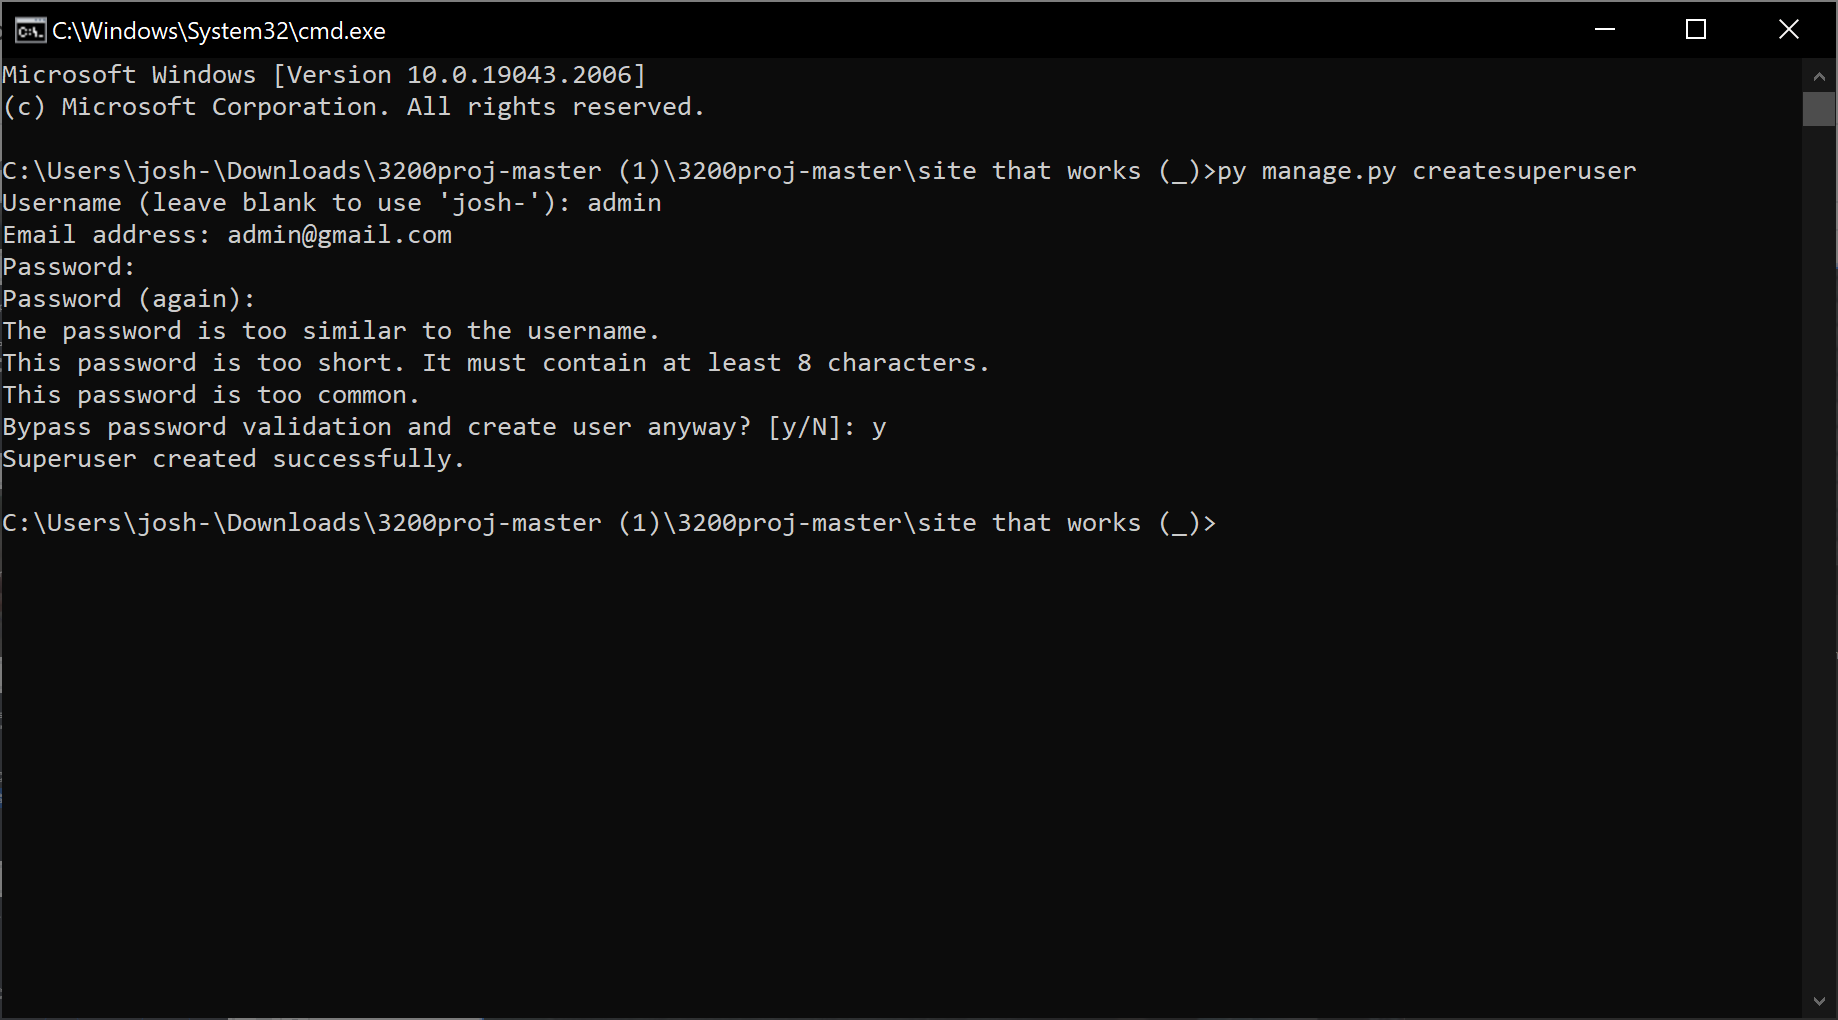 C:\Windows\System32\cmd.exe
Microsoft Windows [Version 10.0.19043.2006]
(c) Microsoft Corporation. All rights reserved.
C:\Users\josh-\Downloads\3200proj-master (1)\3200proj-master\site that works (_)>py manage.py createsuperuser
Username (leave blank to use 'josh-'): admin
Email address: admin@gmail.com
Password:
Password (again):
The password is too similar to the username.
This password is too short. It must contain at least 8 characters.
This password is too common.
Bypass password validation and create user anyway? [y/N]: y
Superuser created successfully.
C:\Users\josh-\Downloads\3200proj-master (1)\3200proj-master\site that works (_)>